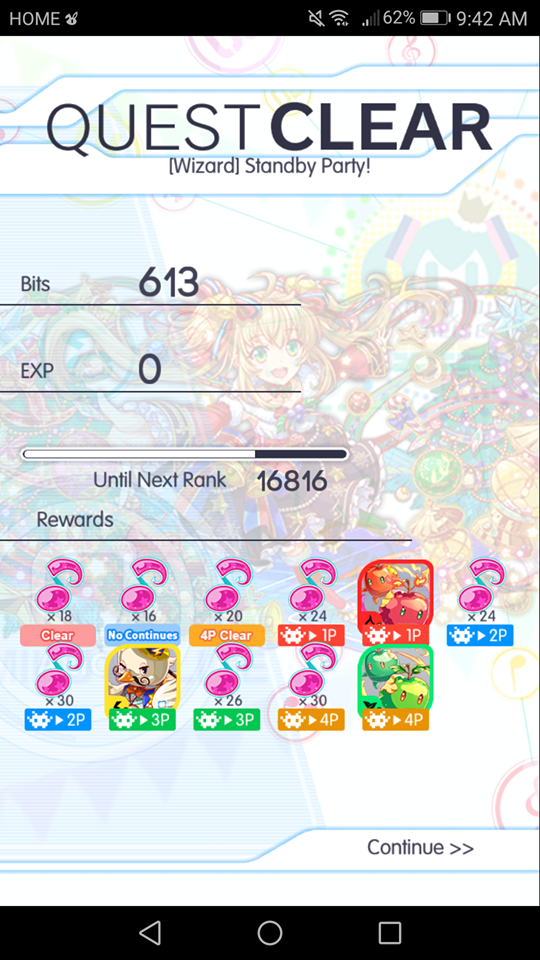 HOME 62% 9:42 AM
QUEST CLEAR
[Wizard] Standby Party!
Bits 613
EXP 0
Until Next Rank 16816
Rewards
x 18 x 16 x 20 x 24 x 24
Clear No Continues 4P Clear ▶ 1P ▶ 1P ▶ 2P
x 30 x 26 x 30
▶ 2P ▶ 3P ▶ 3P ▶ 4P ▶ 4P
Continue >>